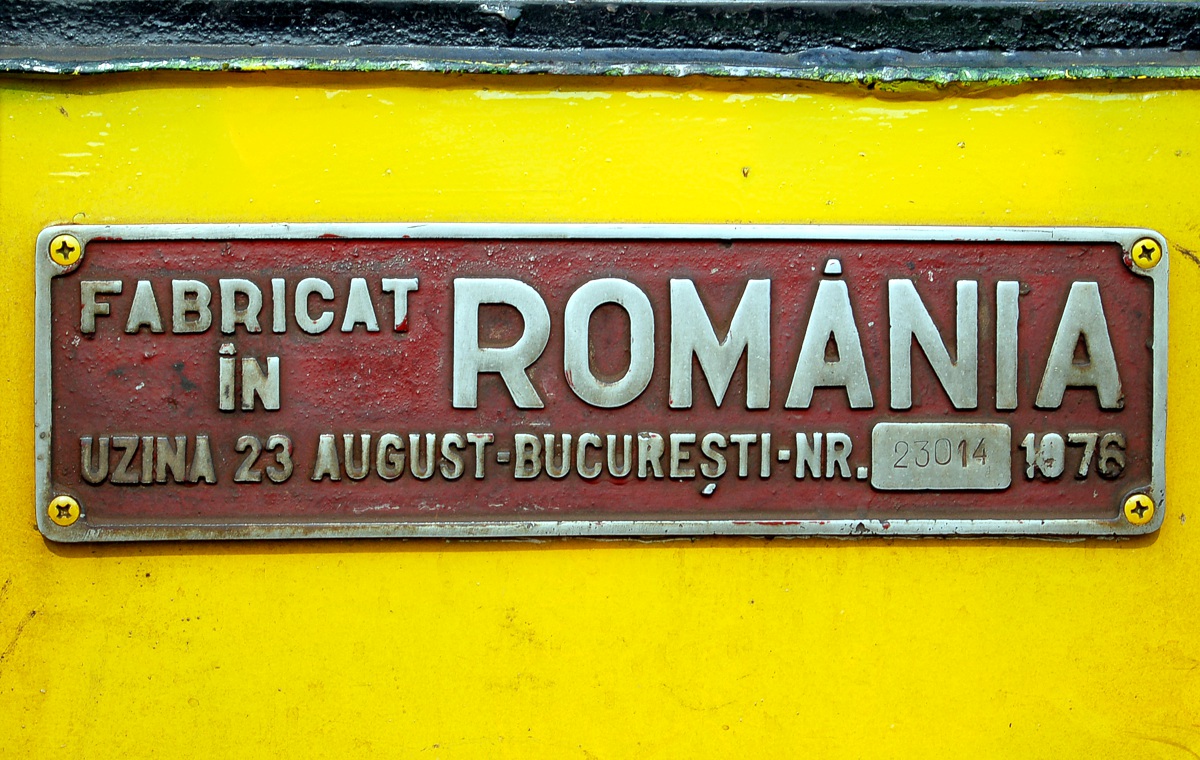 FABRICAT
ÎN
ROMÂNIA
UZINA 23 AUGUST-BUCUREȘTI-NR. 23014 1976